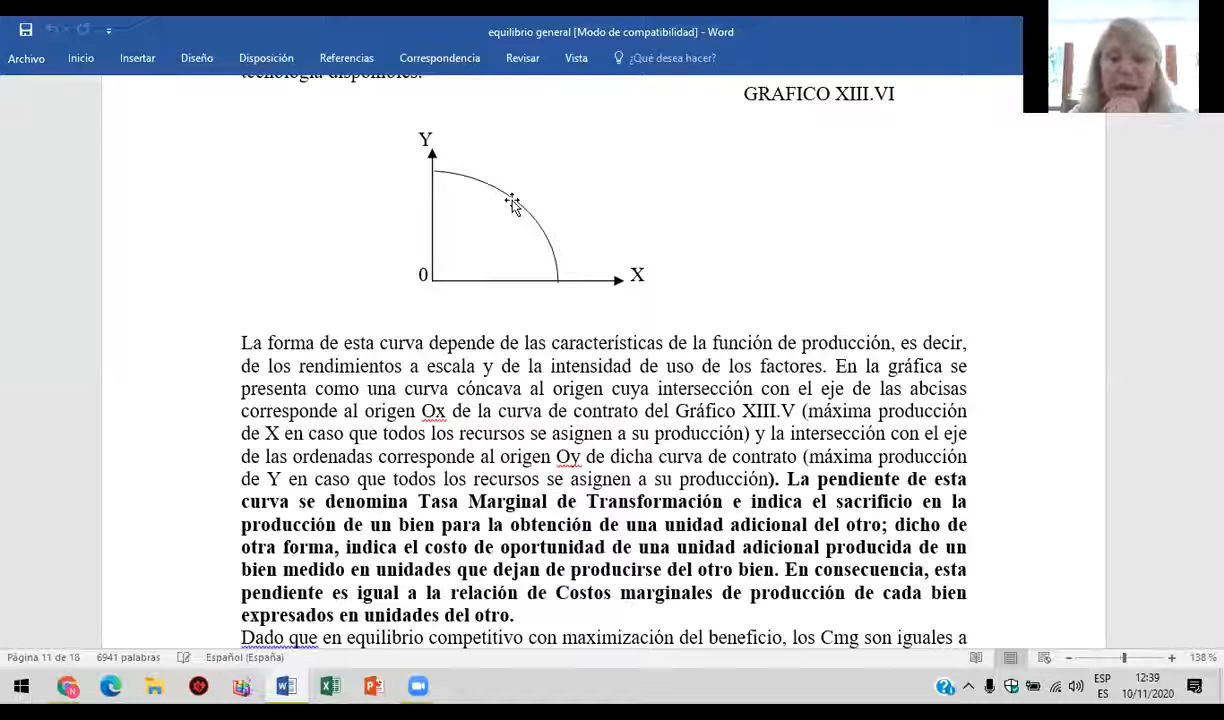 equilibrio general [Modo de compatibilidad] - Word
Archivo Inicio Insertar Diseño Disposición Referencias Correspondencia Revisar Vista ¿Qué desea hacer?
tecnología disponibles.
GRAFICO XIII.VI
Y
0
X
La forma de esta curva depende de las características de la función de producción, es decir,
de los rendimientos a escala y de la intensidad de uso de los factores. En la gráfica se
presenta como una curva cóncava al origen cuya intersección con el eje de las abcisas
corresponde al origen Ox de la curva de contrato del Gráfico XIII.V (máxima producción
de X en caso que todos los recursos se asignen a su producción) y la intersección con el eje
de las ordenadas corresponde al origen Oy de dicha curva de contrato (máxima producción
de Y en caso que todos los recursos se asignen a su producción). La pendiente de esta
curva se denomina Tasa Marginal de Transformación e indica el sacrificio en la
producción de un bien para la obtención de una unidad adicional del otro; dicho de
otra forma, indica el costo de oportunidad de una unidad adicional producida de un
bien medido en unidades que dejan de producirse del otro bien. En consecuencia, esta
pendiente es igual a la relación de Costos marginales de producción de cada bien
expresados en unidades del otro.
Dado que en equilibrio competitivo con maximización del beneficio, los Cmg son iguales a
Página 11 de 18 6941 palabras Español (España) 138 %
ESP 12:39
ES 10/11/2020